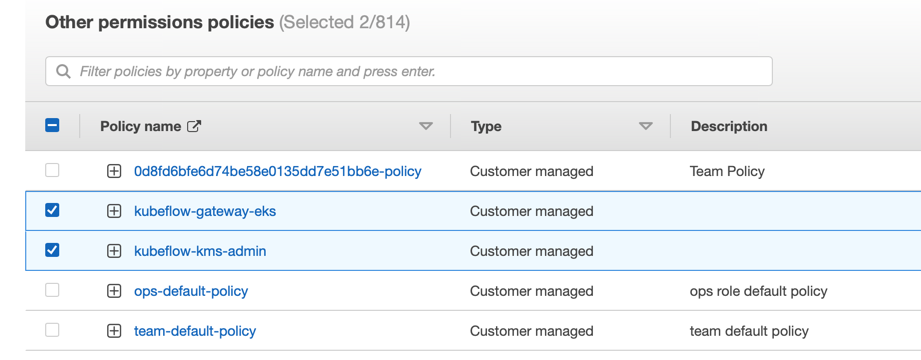 Other permissions policies (Selected 2/814)
Filter policies by property or policy name and press enter.
Policy name Type Description
0d8fd6bfe6d74be58e0135dd7e51bb6e-policy Customer managed Team Policy
kubeflow-gateway-eks Customer managed
kubeflow-kms-admin Customer managed
ops-default-policy Customer managed ops role default policy
team-default-policy Customer managed team default policy